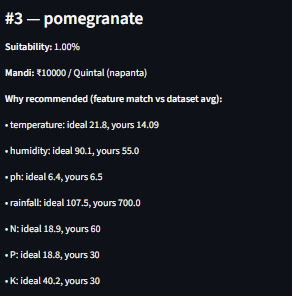 #3 — pomegranate
Suitability: 1.00%
Mandi: ₹10000 / Quintal (napanta)
Why recommended (feature match vs dataset avg):
• temperature: ideal 21.8, yours 14.09
• humidity: ideal 90.1, yours 55.0
• ph: ideal 6.4, yours 6.5
• rainfall: ideal 107.5, yours 700.0
• N: ideal 18.9, yours 60
• P: ideal 18.8, yours 30
• K: ideal 40.2, yours 30